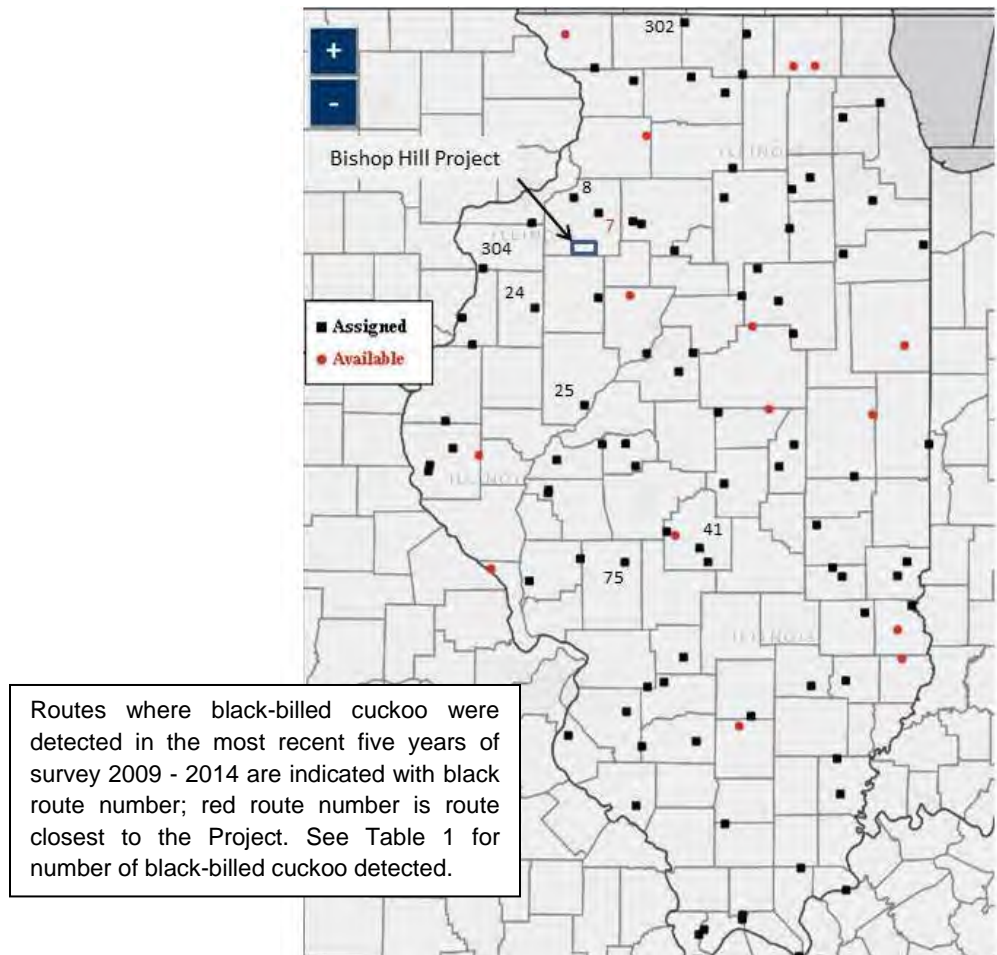 +
-
302
ILLINOIS
Bishop Hill Project
8
7
304
24
■ Assigned
● Available
25
41
75
ILLINOIS
Routes where black-billed cuckoo were
detected in the most recent five years of
survey 2009 - 2014 are indicated with black
route number; red route number is route
closest to the Project. See Table 1 for
number of black-billed cuckoo detected.